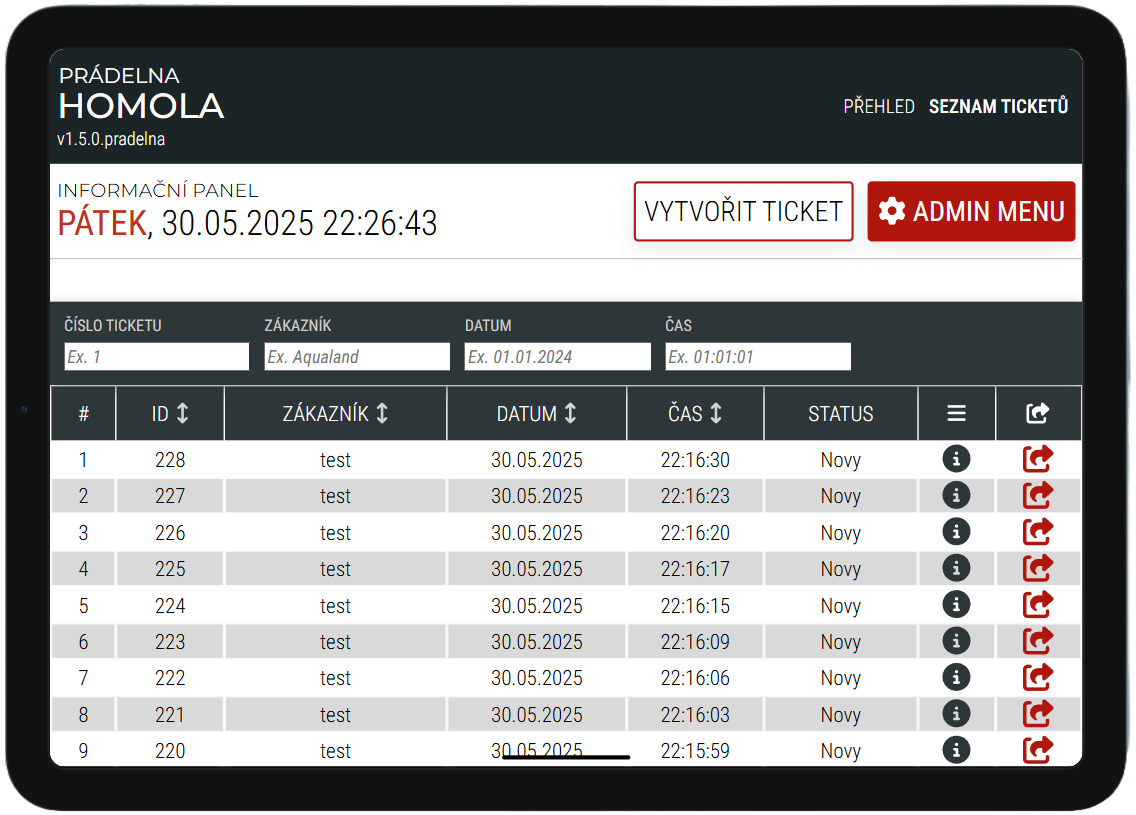 PRÁDELNA
HOMOLA
v1.5.0.pradelna
PŘEHLED SEZNAM TICKETŮ
INFORMAČNÍ PANEL
PÁTEK, 30.05.2025 22:26:43
VYTVOŘIT TICKET
ADMIN MENU
ČÍSLO TICKETU ZÁKAZNÍK DATUM ČAS
Ex. 1 Ex. Aqualand Ex. 01.01.2024 Ex. 01:01:01
# ID ZÁKAZNÍK DATUM ČAS STATUS
1 228 test 30.05.2025 22:16:30 Novy
2 227 test 30.05.2025 22:16:23 Novy
3 226 test 30.05.2025 22:16:20 Novy
4 225 test 30.05.2025 22:16:17 Novy
5 224 test 30.05.2025 22:16:15 Novy
6 223 test 30.05.2025 22:16:09 Novy
7 222 test 30.05.2025 22:16:06 Novy
8 221 test 30.05.2025 22:16:03 Novy
9 220 test 30.05.2025 22:15:59 Novy